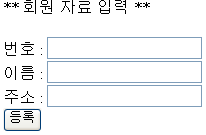 ** 회원 자료 입력 **
번호 :
이름 :
주소 :
등록